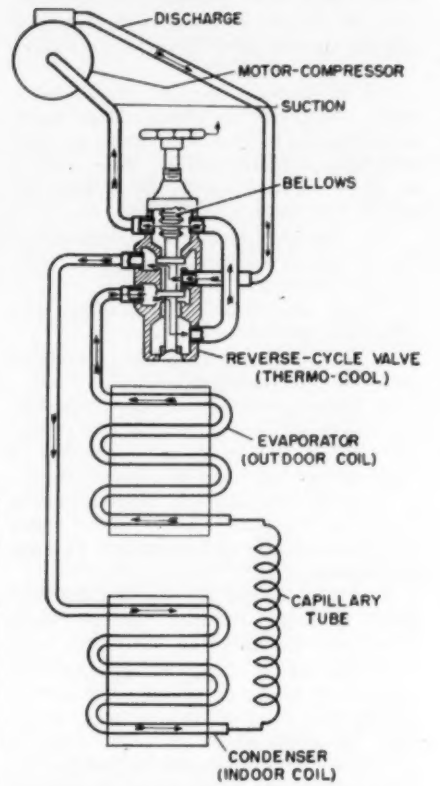 DISCHARGE
MOTOR-COMPRESSOR
SUCTION
BELLOWS
REVERSE-CYCLE VALVE
(THERMO-COOL)
EVAPORATOR
(OUTDOOR COIL)
CAPILLARY
TUBE
CONDENSER
(INDOOR COIL)